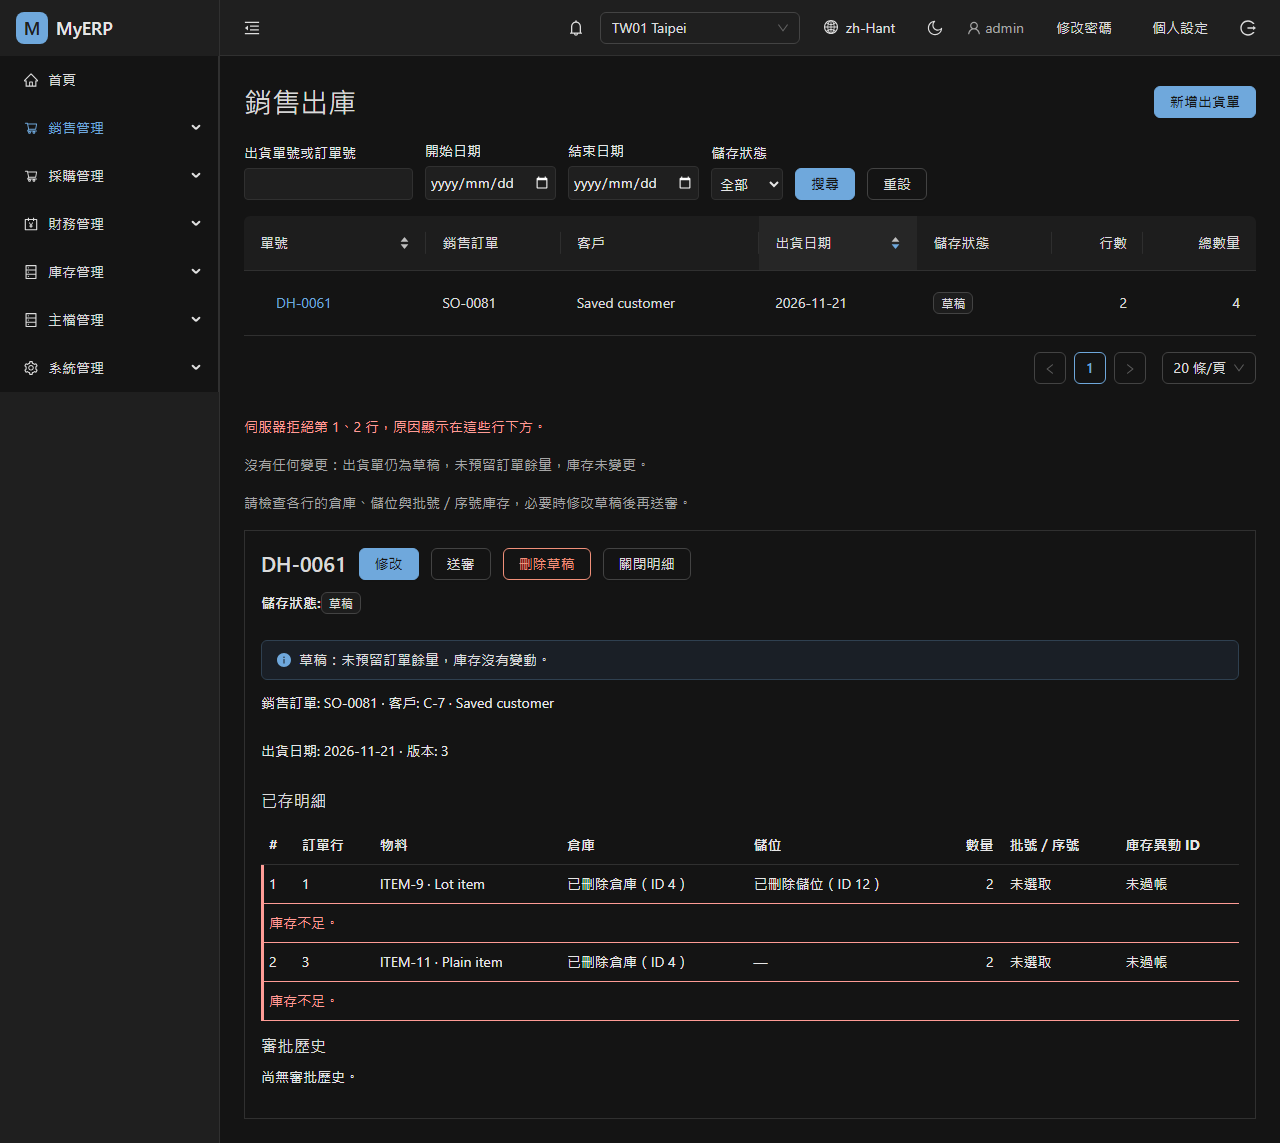 M MyERP
TW01 Taipei
zh-Hant
admin
修改密碼
個人設定
首頁
銷售管理
採購管理
財務管理
庫存管理
主檔管理
系統管理
銷售出庫
新增出貨單
出貨單號或訂單號
開始日期
結束日期
儲存狀態
yyyy/mm/dd
yyyy/mm/dd
全部
搜尋
重設
單號 銷售訂單 客戶 出貨日期 儲存狀態 行數 總數量
DH-0061 SO-0081 Saved customer 2026-11-21 草稿 2 4
< 1 > 20 條/頁
伺服器拒絕第 1、2 行，原因顯示在這些行下方。
沒有任何變更：出貨單仍為草稿，未預留訂單餘量，庫存未變更。
請檢查各行的倉庫、儲位與批號 / 序號庫存，必要時修改草稿後再送審。
DH-0061 修改 送審 刪除草稿 關閉明細
儲存狀態: 草稿
草稿：未預留訂單餘量，庫存沒有變動。
銷售訂單: SO-0081 · 客戶: C-7 · Saved customer
出貨日期: 2026-11-21 · 版本: 3
已存明細
# 訂單行 物料 倉庫 儲位 數量 批號 / 序號 庫存異動 ID
1 1 ITEM-9 · Lot item 已刪除倉庫（ID 4） 已刪除儲位（ID 12） 2 未選取 未過帳
庫存不足。
2 3 ITEM-11 · Plain item 已刪除倉庫（ID 4） — 2 未選取 未過帳
庫存不足。
審批歷史
尚無審批歷史。